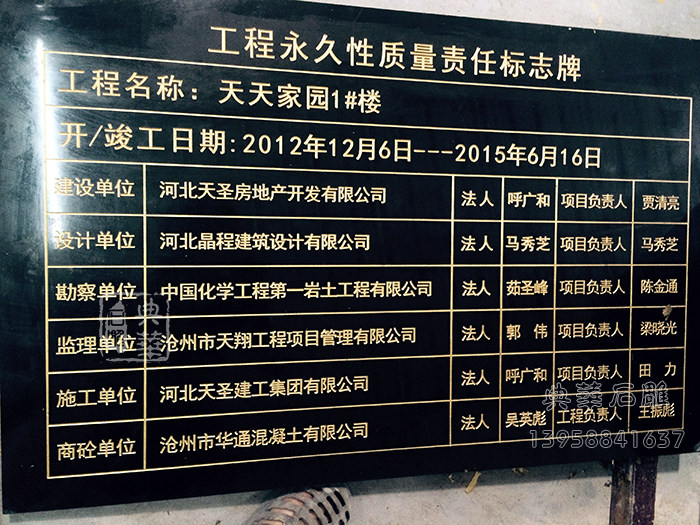 工程永久性质量责任标志牌
工程名称：天天家园1#楼
开/竣工日期:2012年12月6日---2015年6月16日
建设单位 河北天圣房地产开发有限公司 法人 呼广和 项目负责人 贾清亮
设计单位 河北晶程建筑设计有限公司 法人 马秀芝 项目负责人 马秀芝
勘察单位 中国化学工程第一岩土工程有限公司 法人 茹圣峰 项目负责人 陈金通
监理单位 沧州市天翔工程项目管理有限公司 法人 郭 伟 项目负责人 梁晓光
施工单位 河北天圣建工集团有限公司 法人 呼广和 项目负责人 田 力
商砼单位 沧州市华通混凝土有限公司 法人 吴英彪 工程负责人 王振彪
典萃石雕
13958841637